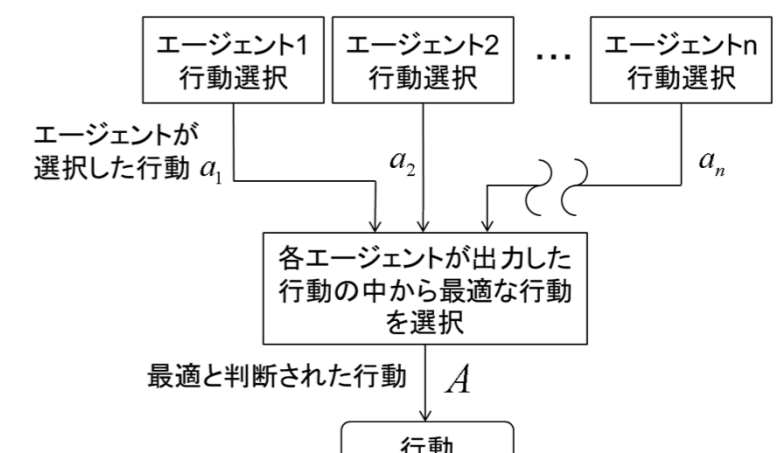 エージェント1
行動選択
エージェント2
行動選択
…
エージェントn
行動選択
エージェントが
選択した行動 a₁
a₂
aₙ
各エージェントが出力した
行動の中から最適な行動
を選択
最適と判断された行動
A
行動